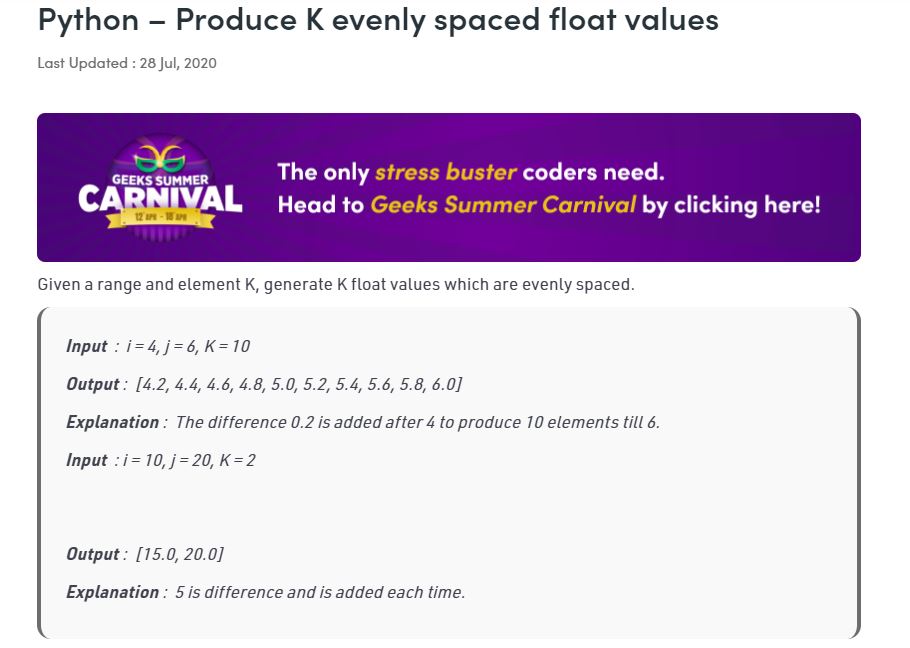 Python – Produce K evenly spaced float values
Last Updated : 28 Jul, 2020
GEEKS SUMMER
CARNIVAL
12 APR - 18 APR
The only stress buster coders need.
Head to Geeks Summer Carnival by clicking here!
Given a range and element K, generate K float values which are evenly spaced.
Input : i = 4, j = 6, K = 10
Output : [4.2, 4.4, 4.6, 4.8, 5.0, 5.2, 5.4, 5.6, 5.8, 6.0]
Explanation : The difference 0.2 is added after 4 to produce 10 elements till 6.
Input : i = 10, j = 20, K = 2
Output : [15.0, 20.0]
Explanation : 5 is difference and is added each time.